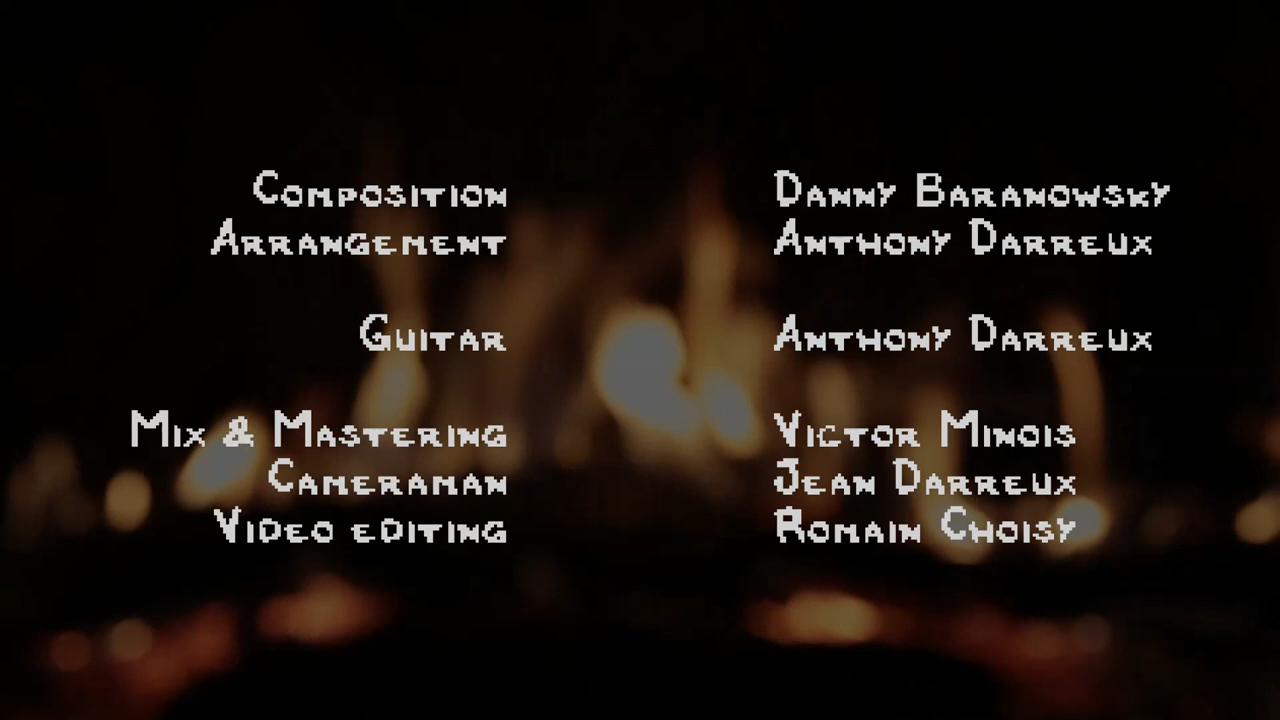 Composition Danny Baranowsky
Arrangement Anthony Darreux
Guitar Anthony Darreux
Mix & Mastering Victor Minois
Cameraman Jean Darreux
Video editing Romain Choisy